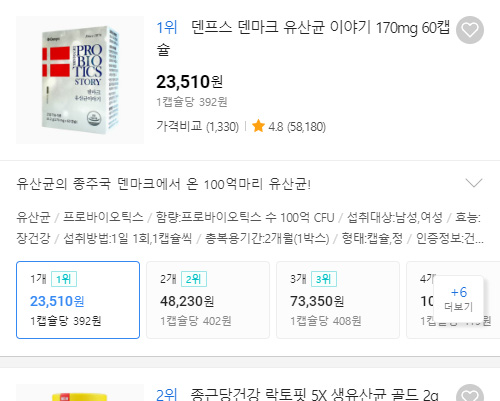 PRO
BIO
TICS
STORY
덴마크
유산균이야기
1위 덴프스 덴마크 유산균 이야기 170mg 60캡
슐
23,510원
1캡슐당 392원
가격비교 (1,330) 4.8 (58,180)
유산균의 종주국 덴마크에서 온 100억마리 유산균!
유산균 / 프로바이오틱스 / 함량:프로바이오틱스 수 100억 CFU / 섭취대상:남성,여성 / 효능:
장건강 / 섭취방법:1일 1회,1캡슐씩 / 총복용기간:2개월(1박스) / 형태:캡슐,정 / 인증정보:건...
1개 1위
23,510원
1캡슐당 392원
2개 2위
48,230원
1캡슐당 402원
3개 3위
73,350원
1캡슐당 408원
4개
10
1캡슐당
+6
더보기
2위 종근당건강 락토핏 5X 생유산균 골드 2g